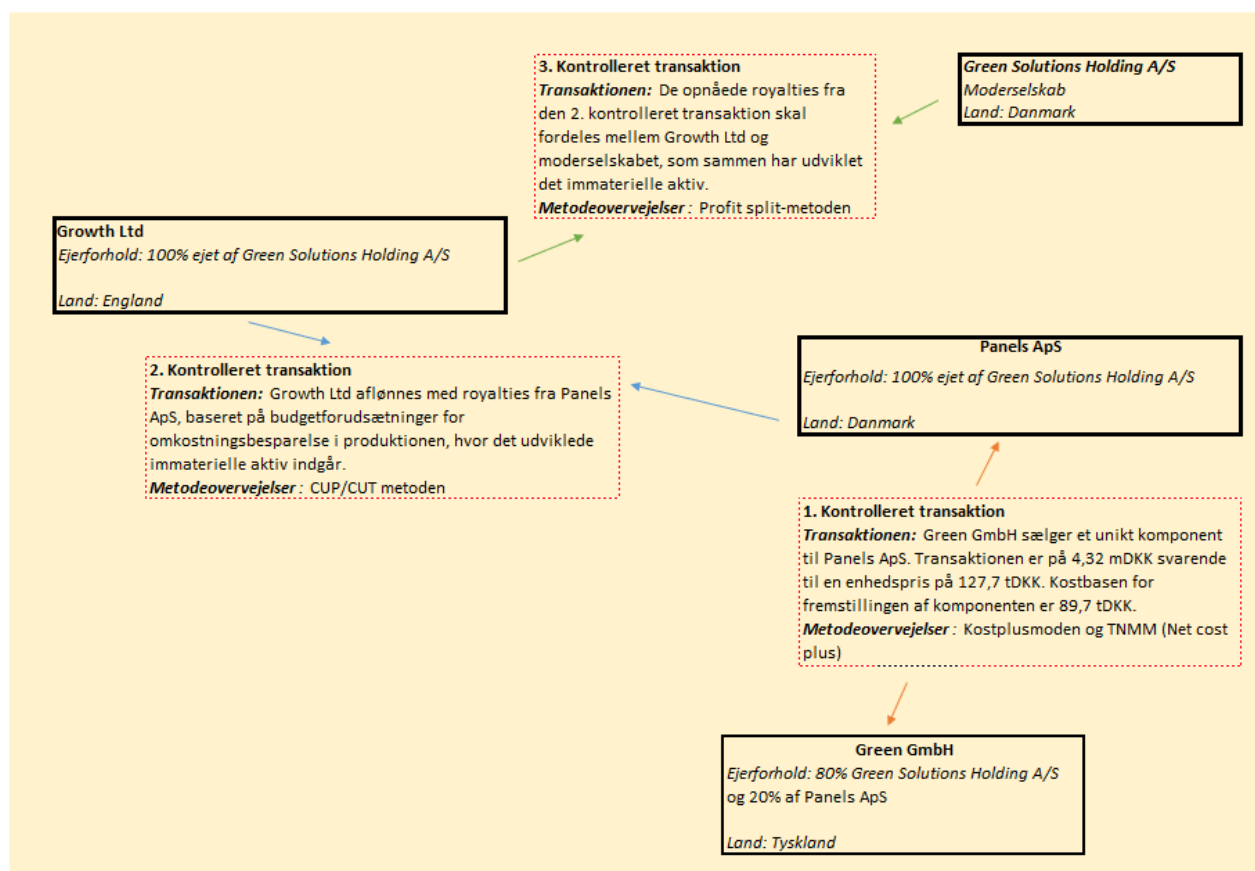 3. Kontrolleret transaktion
Transaktionen: De opnåede royalties fra
den 2. kontrolleret transaktion skal
fordeles mellem Growth Ltd og
moderselskabet, som sammen har udviklet
det immaterielle aktiv.
Metodeovervejelser : Profit split-metoden
Green Solutions Holding A/S
Moderselskab
Land: Danmark
Growth Ltd
Ejerforhold: 100% ejet af Green Solutions Holding A/S
Land: England
2. Kontrolleret transaktion
Transaktionen: Growth Ltd aflønnes med royalties fra Panels
ApS, baseret på budgetforudsætninger for
omkostningsbesparelse i produktionen, hvor det udviklede
immaterielle aktiv indgår.
Metodeovervejelser : CUP/CUT metoden
Panels ApS
Ejerforhold: 100% ejet af Green Solutions Holding A/S
Land: Danmark
1. Kontrolleret transaktion
Transaktionen: Green GmbH sælger et unikt komponent
til Panels ApS. Transaktionen er på 4,32 mDKK svarende
til en enhedspris på 127,7 tDKK. Kostbasen for
fremstillingen af komponenten er 89,7 tDKK.
Metodeovervejelser : Kostplusmoden og TNMM (Net cost
plus)
Green GmbH
Ejerforhold: 80% Green Solutions Holding A/S
og 20% af Panels ApS
Land: Tyskland